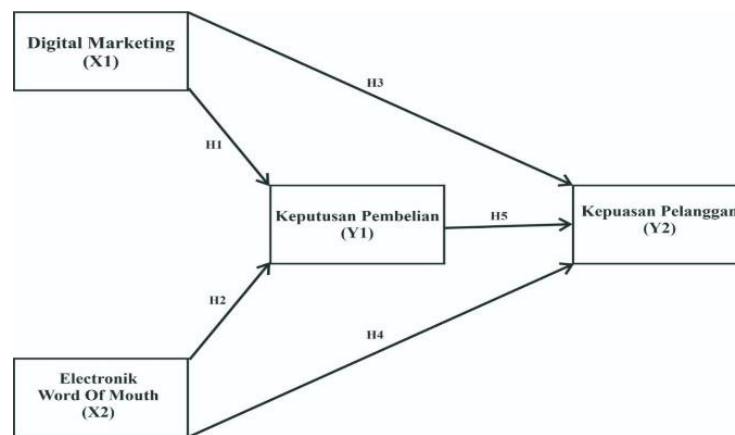 Digital Marketing
(X1)
H3
H1
Keputusan Pembelian
(Y1)
H5
Kepuasan Pelanggan
(Y2)
H2
H4
Electronik
Word Of Mouth
(X2)